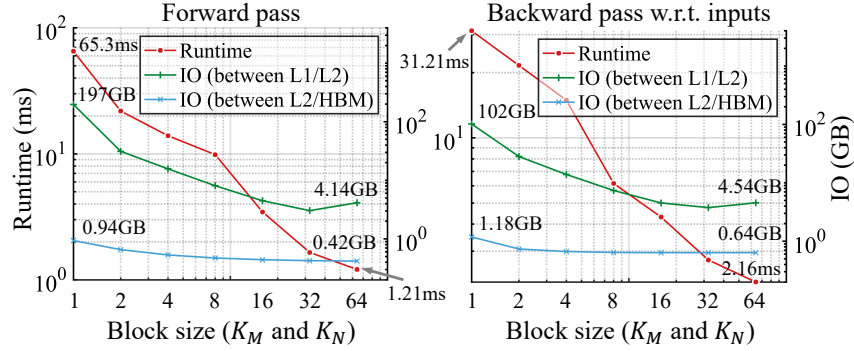 Forward pass
10²
65.3ms
Runtime
IO (between L1/L2)
IO (between L2/HBM)
197GB
10²
10¹
4.14GB
0.94GB
0.42GB
10⁰
10⁰
1.21ms
1 2 4 8 16 32 64
Block size (K_M and K_N)
Runtime (ms)
Backward pass w.r.t. inputs
31.21ms
Runtime
IO (between L1/L2)
IO (between L2/HBM)
102GB
10¹
10²
4.54GB
1.18GB
0.64GB
10⁰
2.16ms
1 2 4 8 16 32 64
Block size (K_M and K_N)
IO (GB)